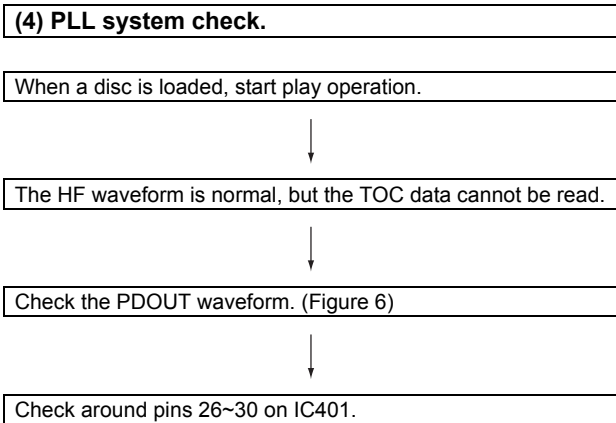 (4) PLL system check.
When a disc is loaded, start play operation.
The HF waveform is normal, but the TOC data cannot be read.
Check the PDOUT waveform. (Figure 6)
Check around pins 26~30 on IC401.